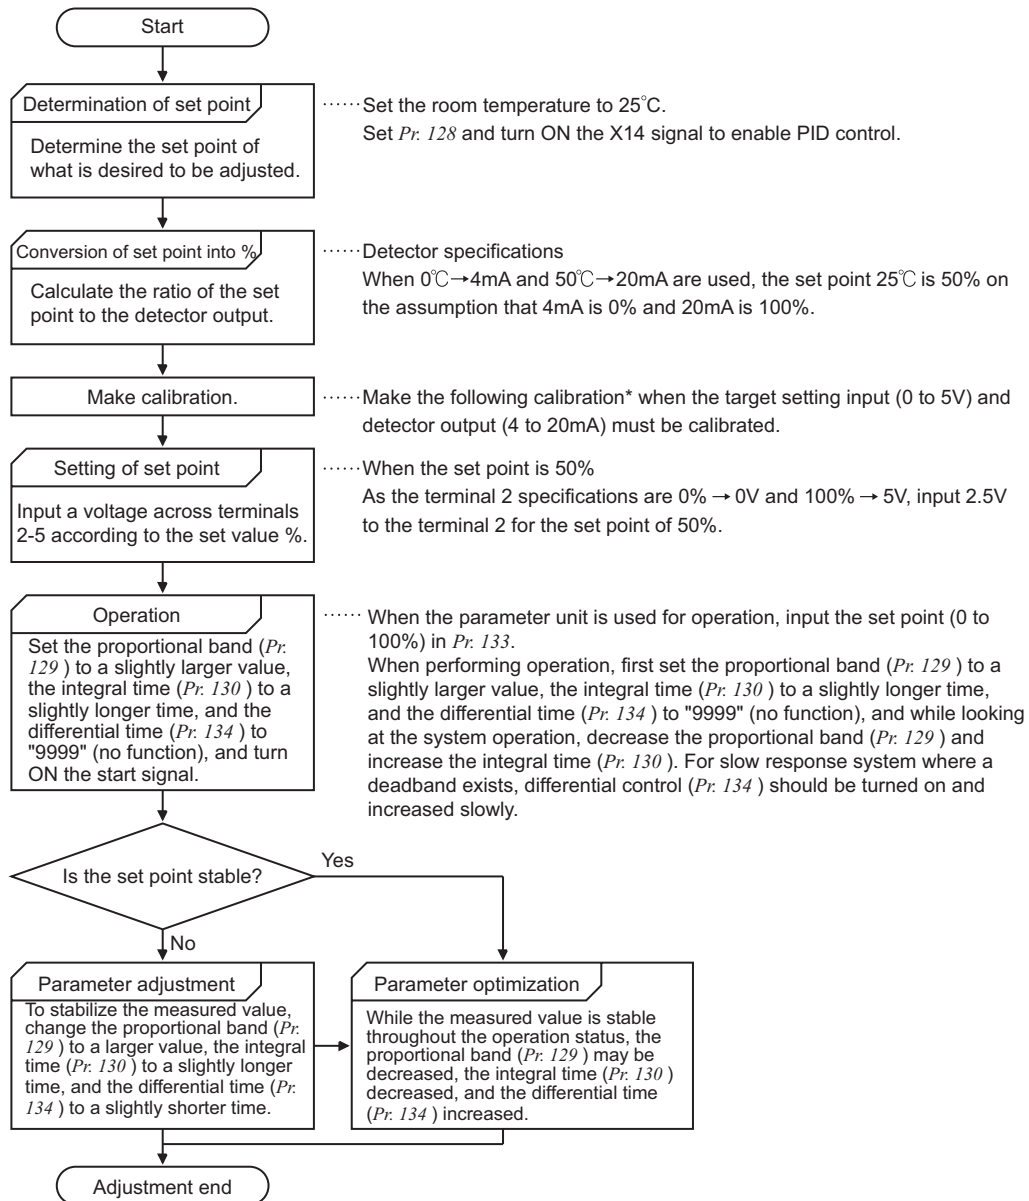 Start
Determination of set point
Determine the set point of
what is desired to be adjusted.
······Set the room temperature to 25°C.
Set Pr. 128 and turn ON the X14 signal to enable PID control.
Conversion of set point into %
Calculate the ratio of the set
point to the detector output.
······Detector specifications
When 0℃→4mA and 50℃→20mA are used, the set point 25℃ is 50% on
the assumption that 4mA is 0% and 20mA is 100%.
Make calibration.
······Make the following calibration* when the target setting input (0 to 5V) and
detector output (4 to 20mA) must be calibrated.
Setting of set point
Input a voltage across terminals
2-5 according to the set value %.
······When the set point is 50%
As the terminal 2 specifications are 0% → 0V and 100% → 5V, input 2.5V
to the terminal 2 for the set point of 50%.
Operation
Set the proportional band (Pr.
129 ) to a slightly larger value,
the integral time (Pr. 130 ) to a
slightly longer time, and the
differential time (Pr. 134 ) to
"9999" (no function), and turn
ON the start signal.
······ When the parameter unit is used for operation, input the set point (0 to
100%) in Pr. 133.
When performing operation, first set the proportional band (Pr. 129 ) to a
slightly larger value, the integral time (Pr. 130 ) to a slightly longer time,
and the differential time (Pr. 134 ) to "9999" (no function), and while looking
at the system operation, decrease the proportional band (Pr. 129 ) and
increase the integral time (Pr. 130 ). For slow response system where a
deadband exists, differential control (Pr. 134 ) should be turned on and
increased slowly.
Is the set point stable?
Yes
No
Parameter adjustment
To stabilize the measured value,
change the proportional band (Pr.
129 ) to a larger value, the integral
time (Pr. 130 ) to a slightly longer
time, and the differential time (Pr.
134 ) to a slightly shorter time.
Parameter optimization
While the measured value is stable
throughout the operation status, the
proportional band (Pr. 129 ) may be
decreased, the integral time (Pr. 130 )
decreased, and the differential time
(Pr. 134 ) increased.
Adjustment end